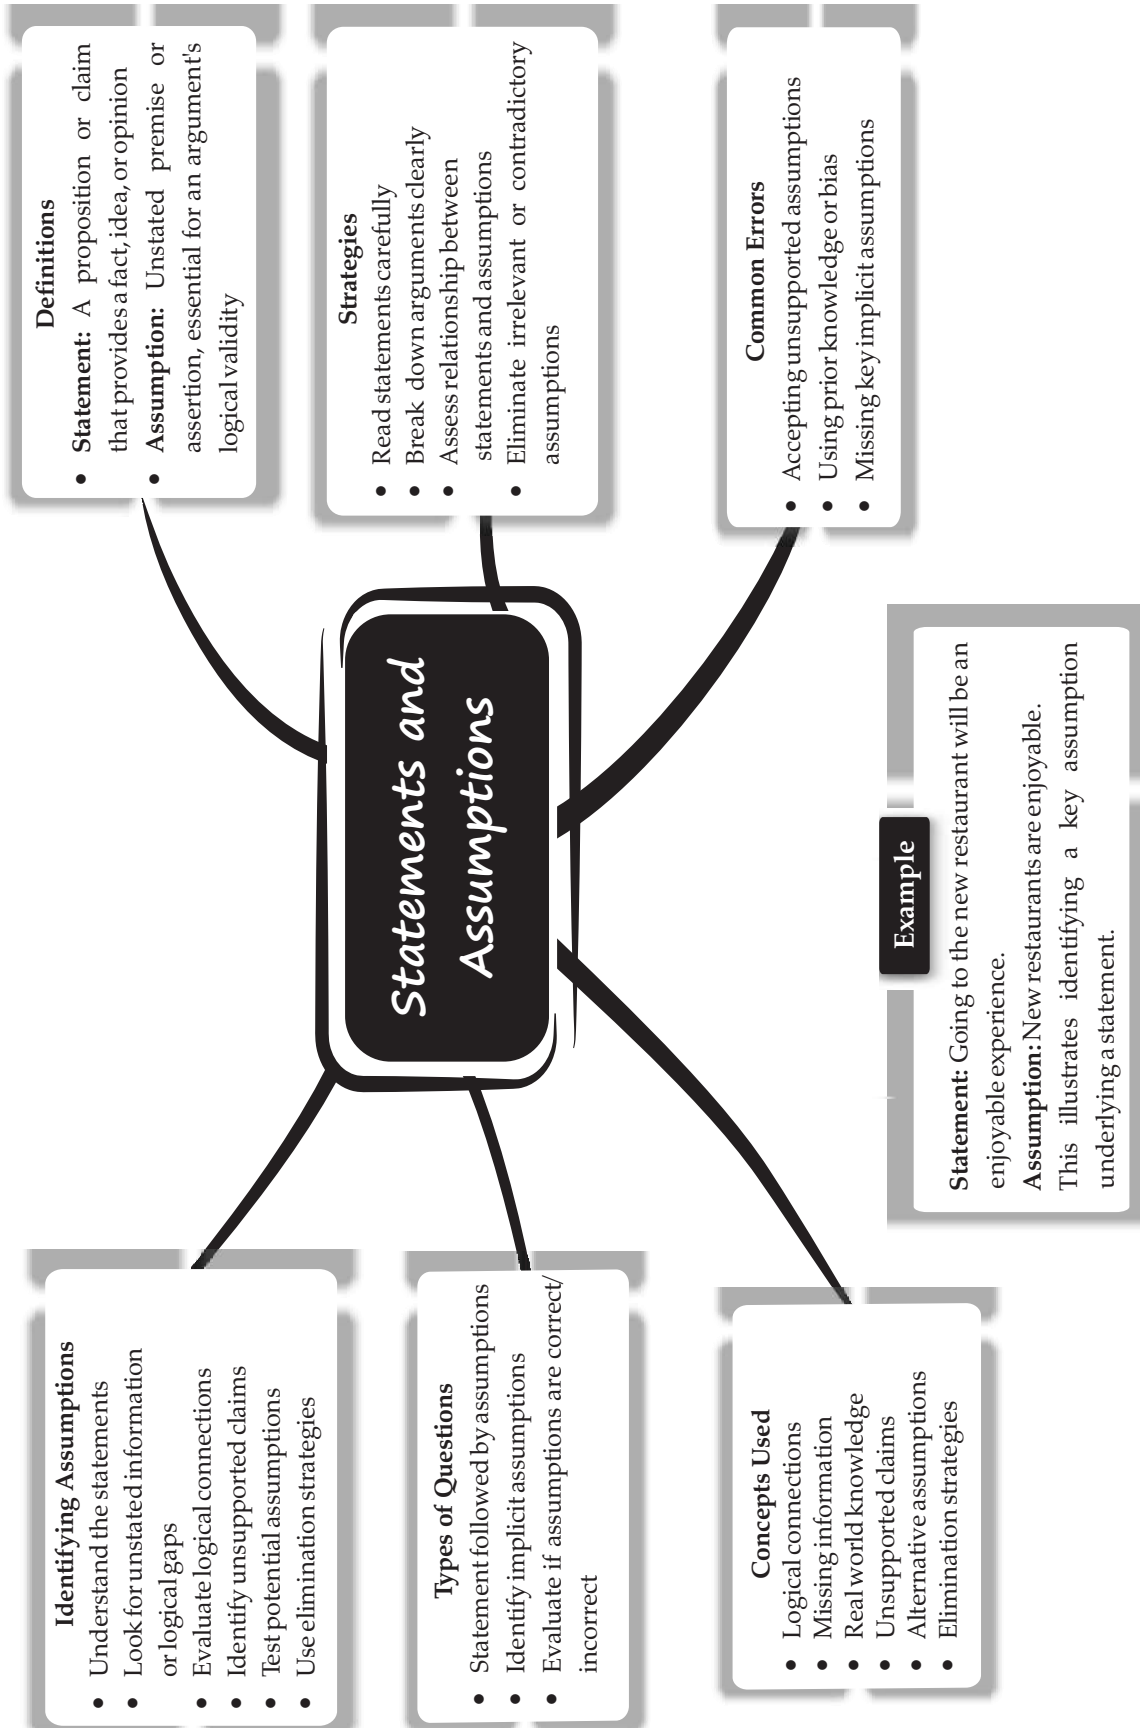 Statements and
Assumptions
Identifying Assumptions
• Understand the statements
• Look for unstated information
or logical gaps
• Evaluate logical connections
• Identify unsupported claims
• Test potential assumptions
• Use elimination strategies
Types of Questions
• Statement followed by assumptions
• Identify implicit assumptions
• Evaluate if assumptions are correct/
incorrect
Concepts Used
• Logical connections
• Missing information
• Real world knowledge
• Unsupported claims
• Alternative assumptions
• Elimination strategies
Definitions
• Statement: A proposition or claim
that provides a fact, idea, or opinion
• Assumption: Unstated premise or
assertion, essential for an argument's
logical validity
Strategies
• Read statements carefully
• Break down arguments clearly
• Assess relationship between
statements and assumptions
• Eliminate irrelevant or contradictory
assumptions
Common Errors
• Accepting unsupported assumptions
• Using prior knowledge or bias
• Missing key implicit assumptions
Example
Statement: Going to the new restaurant will be an
enjoyable experience.
Assumption: New restaurants are enjoyable.
This illustrates identifying a key assumption
underlying a statement.